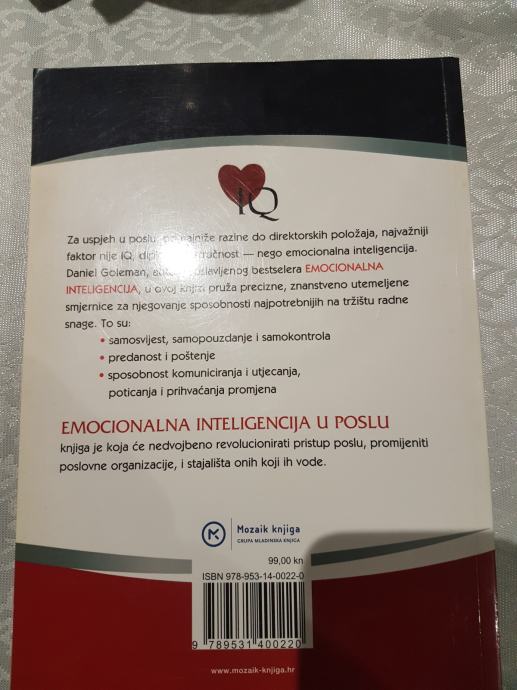 IQ
Za uspjeh u poslu, od najniže razine do direktorskih položaja, najvažniji
faktor nije IQ, diploma stručnost — nego emocionalna inteligencija.
Daniel Goleman, proslavljenog bestselera EMOCIONALNA
INTELIGENCIJA, u ovoj knjizi pruža precizne, znanstveno utemeljene
smjernice za njegovanje sposobnosti najpotrebnijih na tržištu radne
snage. To su:
• samosvijest, samopouzdanje i samokontrola
• predanost i poštenje
• sposobnost komuniciranja i utjecanja,
poticanja i prihvaćanja promjena
EMOCIONALNA INTELIGENCIJA U POSLU
knjiga je koja će nedvojbeno revolucionirati pristup poslu, promijeniti
poslovne organizacije, i stajališta onih koji ih vode.
Mozaik knjiga
GRUPA MLADINSKA KNJIGA
99,00 kn
ISBN 978-953-14-0022-0
9 789531 400220
www.mozaik-knjiga.hr